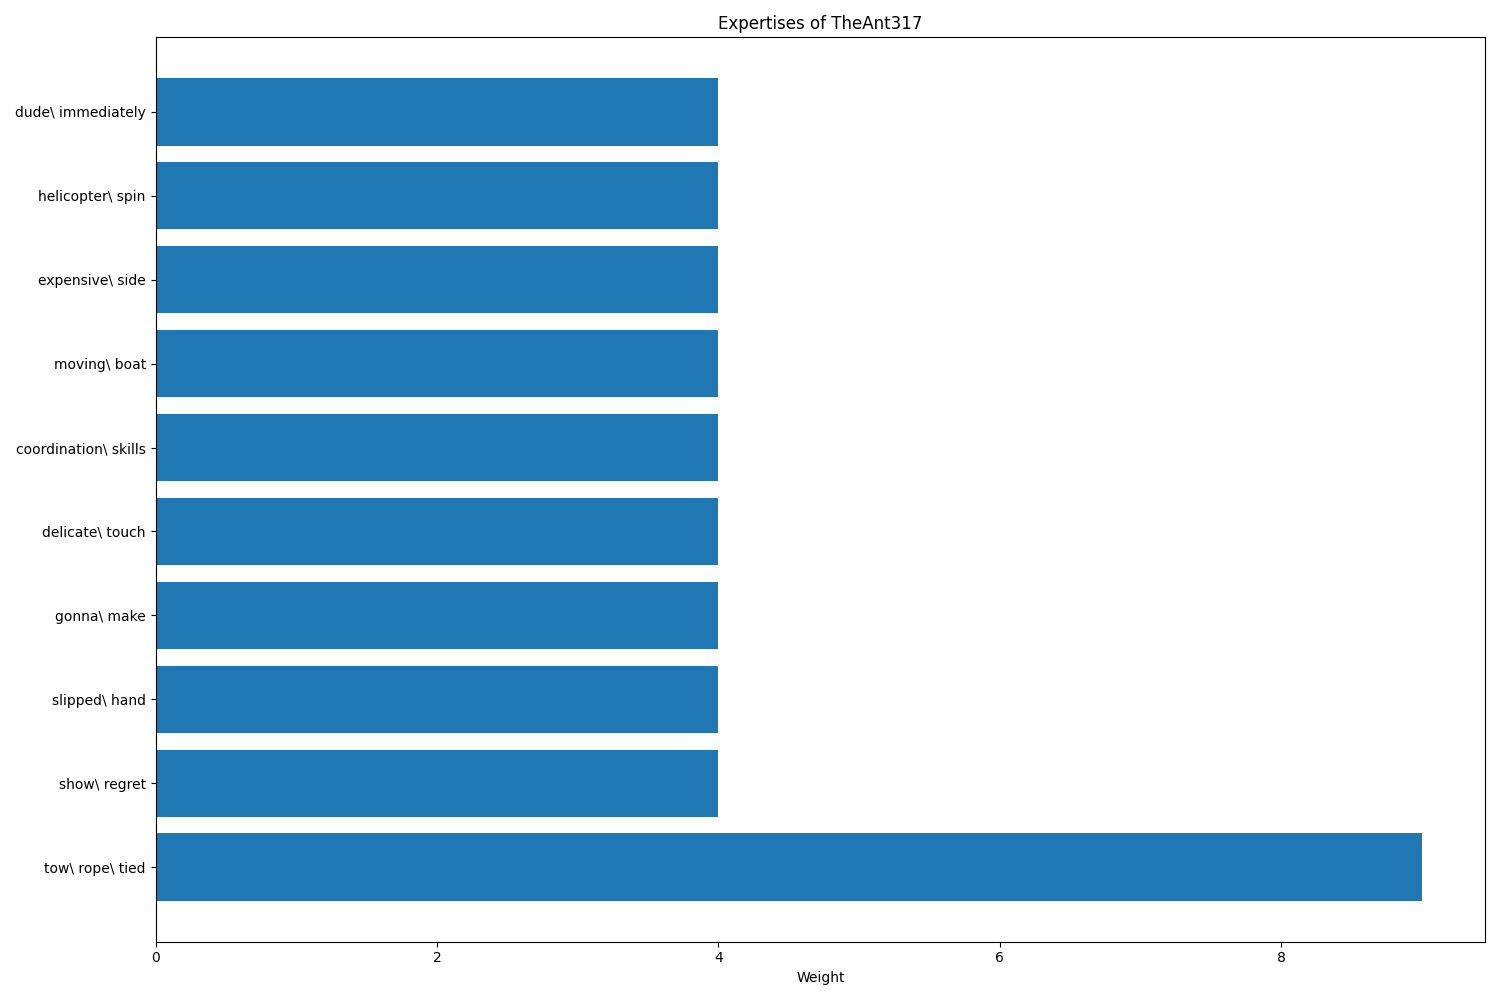 Expertises of TheAnt317
dude\ immediately
helicopter\ spin
expensive\ side
moving\ boat
coordination\ skills
delicate\ touch
gonna\ make
slipped\ hand
show\ regret
tow\ rope\ tied
0 2 4 6 8
Weight